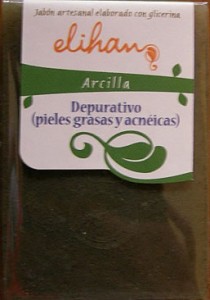 Jabón artesanal elaborado con glicerina
elihan
Arcilla
Depurativo
(pieles grasas y acnéicas)